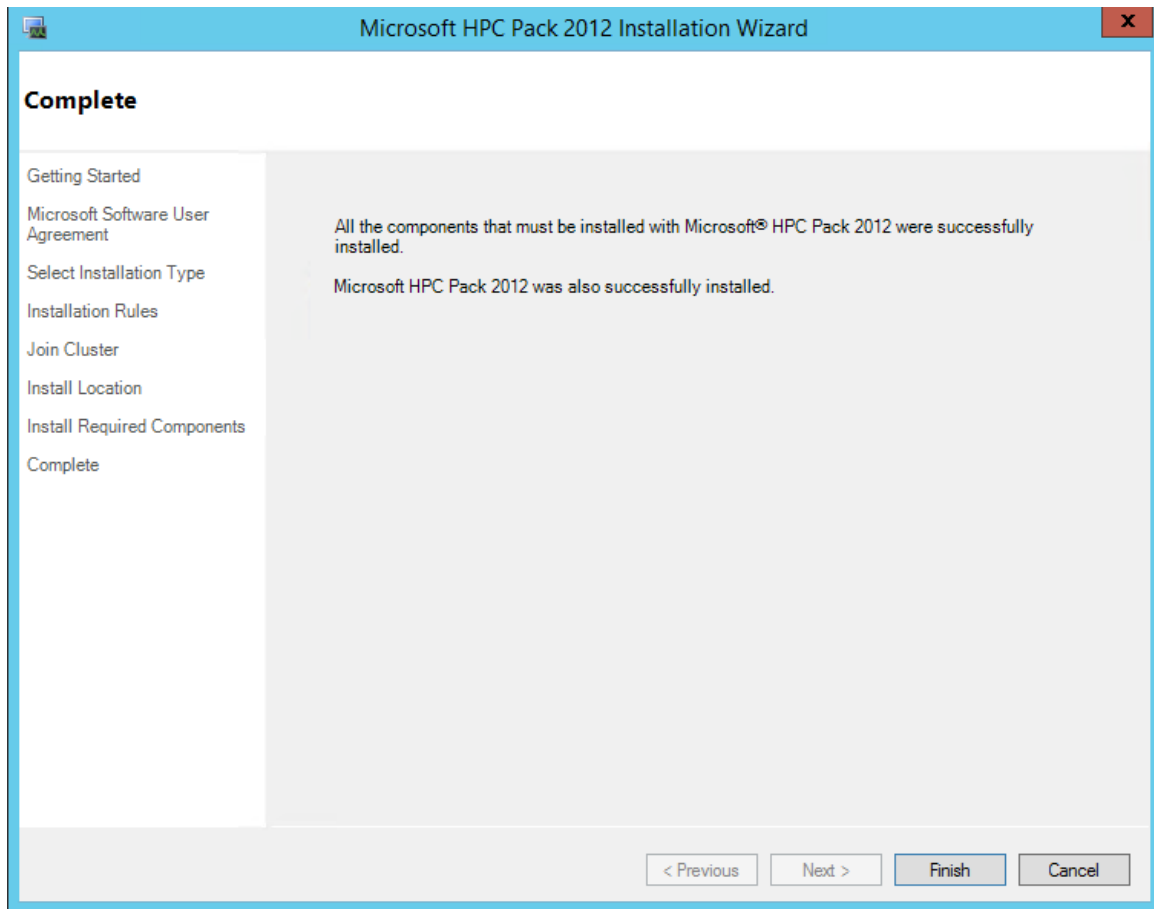 Microsoft HPC Pack 2012 Installation Wizard
x
Complete
Getting Started
Microsoft Software User
Agreement
Select Installation Type
Installation Rules
Join Cluster
Install Location
Install Required Components
Complete
All the components that must be installed with Microsoft® HPC Pack 2012 were successfully
installed.
Microsoft HPC Pack 2012 was also successfully installed.
< Previous
Next >
Finish
Cancel